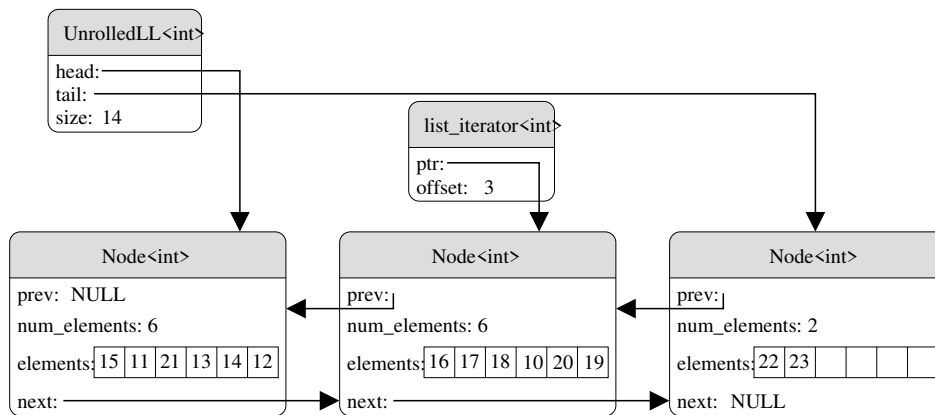 UnrolledLL<int>
head:
tail:
size: 14
list_iterator<int>
ptr:
offset: 3
Node<int>
prev: NULL
num_elements: 6
elements: 15 11 21 13 14 12
next:
Node<int>
prev:
num_elements: 6
elements: 16 17 18 10 20 19
next:
Node<int>
prev:
num_elements: 2
elements: 22 23
next: NULL